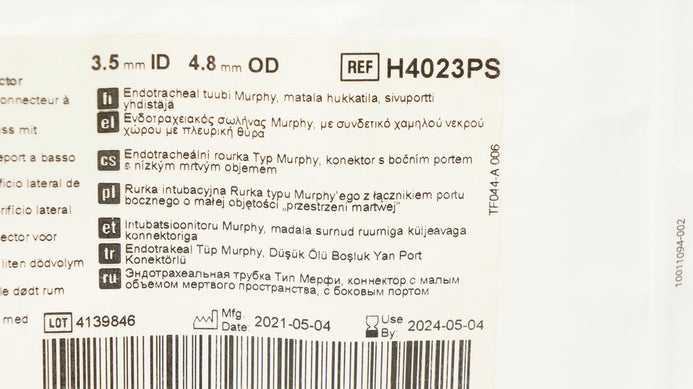 3.5 mm ID 4.8 mm OD REF H4023PS
ctor
onnecteur à
ss mit
eport a basso
ficio lateral de
rifício lateral
ector voor
liten dödvolym
le dødt rum
med
fi Endotracheal tuubi Murphy, matala hukkatila, sivuportti
yhdistäjä
el Ενδοτραχειακός σωλήνας Murphy, με συνδετικό χαμηλού νεκρού
χώρου με πλευρική θύρα
cs Endotracheální rourka Typ Murphy, konektor s bočním portem
s nízkým mrtvým objemem
pl Rurka intubacyjna Rurka typu Murphy'ego z łącznikiem portu
bocznego o małej objętości „przestrzeni martwej”
et Intubatsioonitoru Murphy, madala surnud ruumiga küljeavaga
konnektoriga
tr Endotrakeal Tüp Murphy, Düşük Ölü Boşluk Yan Port
Konektörlü
ru Эндотрахеальная трубка Тип Мерфи, коннектор с малым
объемом мертвого пространства, с боковым портом
LOT 4139846 Mfg. Date: 2021-05-04 Use By: 2024-05-04
TF044-A 006
10011094-002